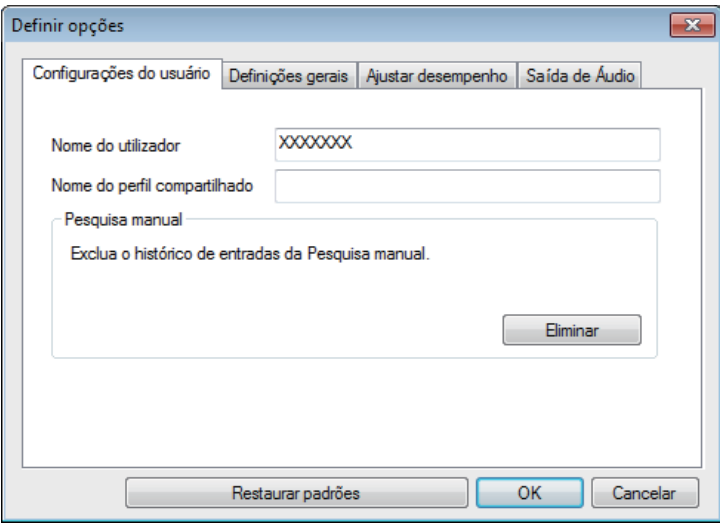 Definir opções
Configurações do usuário Definições gerais Ajustar desempenho Saída de Áudio
Nome do utilizador XXXXXXX
Nome do perfil compartilhado
Pesquisa manual
Exclua o histórico de entradas da Pesquisa manual.
Eliminar
Restaurar padrões OK Cancelar